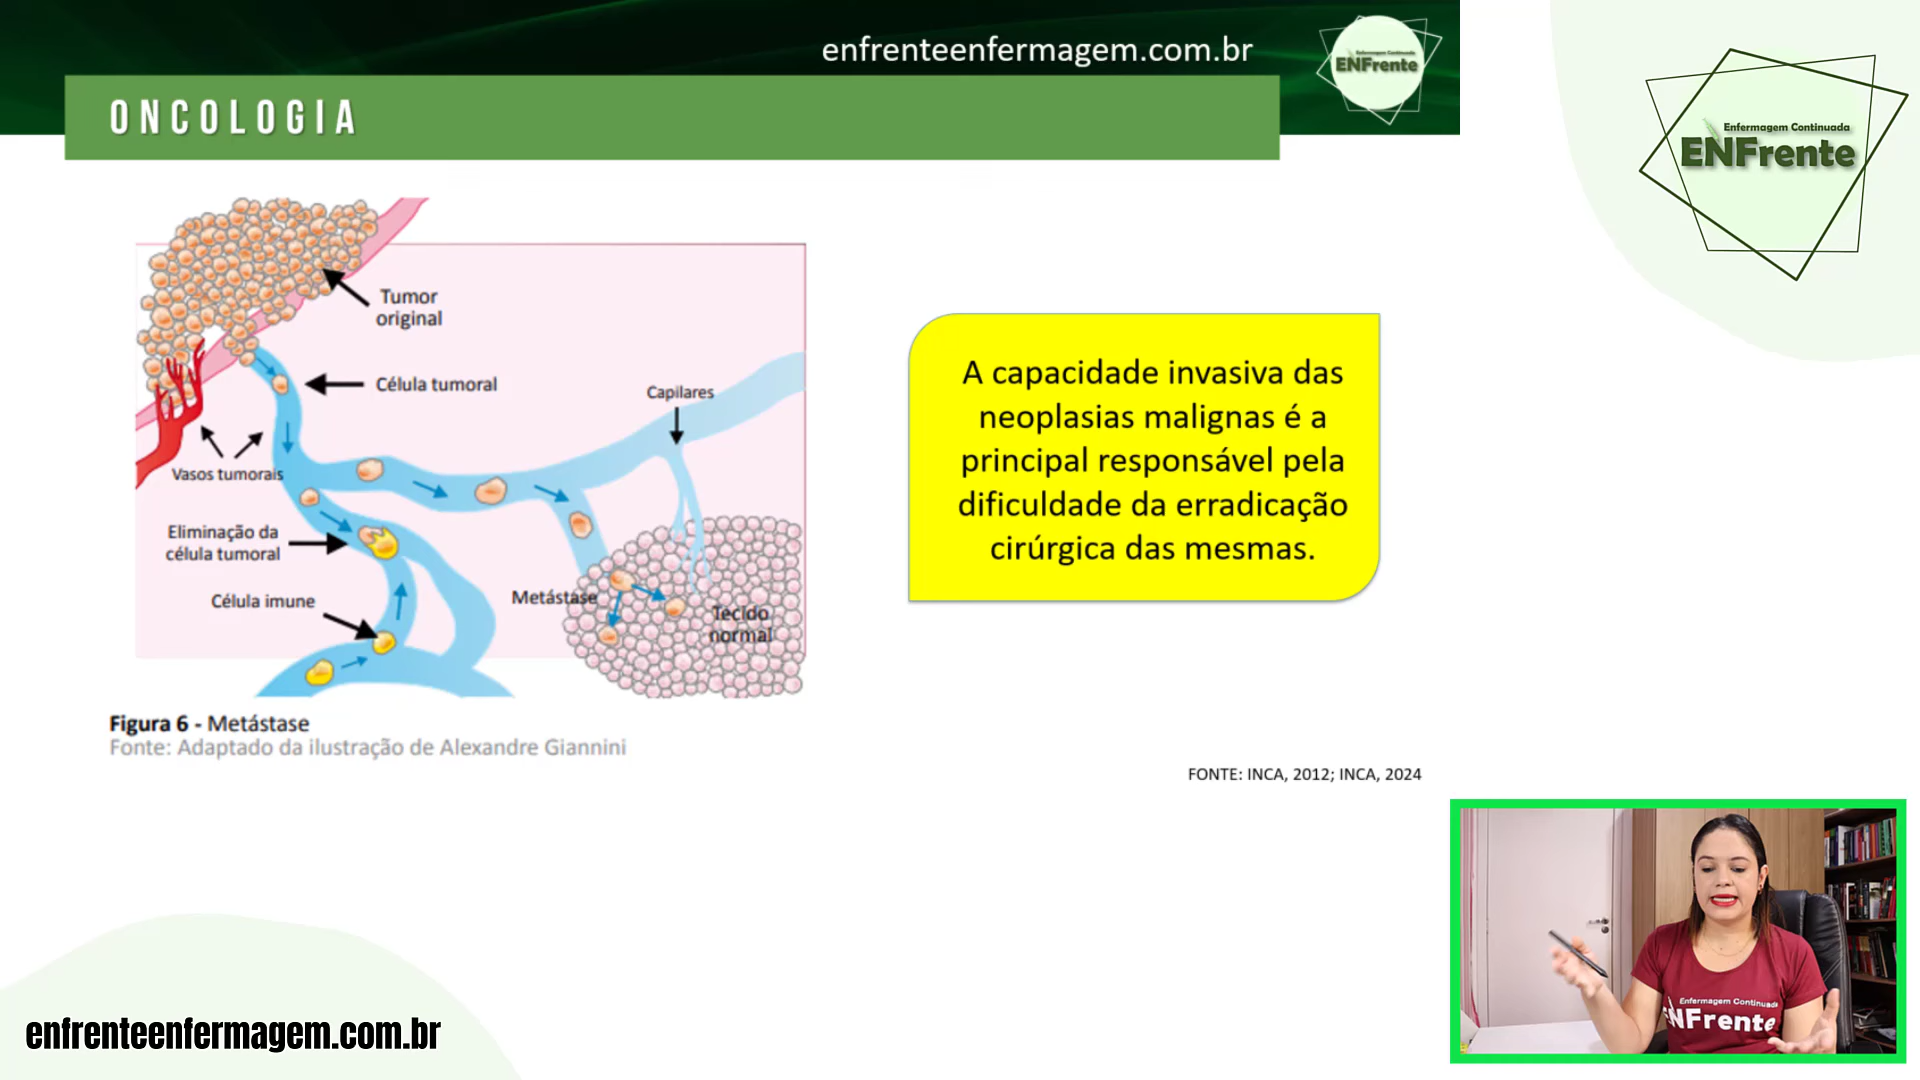 enfrenteenfermagem.com.br
Enfermagem Continuada
ENFrente
ONCOLOGIA
Enfermagem Continuada
ENFrente
Tumor
original
Célula tumoral
Capilares
Vasos tumorais
Eliminação da
célula tumoral
Célula imune
Metástase
Tecido
normal
A capacidade invasiva das
neoplasias malignas é a
principal responsável pela
dificuldade da erradicação
cirúrgica das mesmas.
Figura 6 - Metástase
Fonte: Adaptado da ilustração de Alexandre Giannini
FONTE: INCA, 2012; INCA, 2024
Enfermagem Continuada
ENFrente
enfrenteenfermagem.com.br